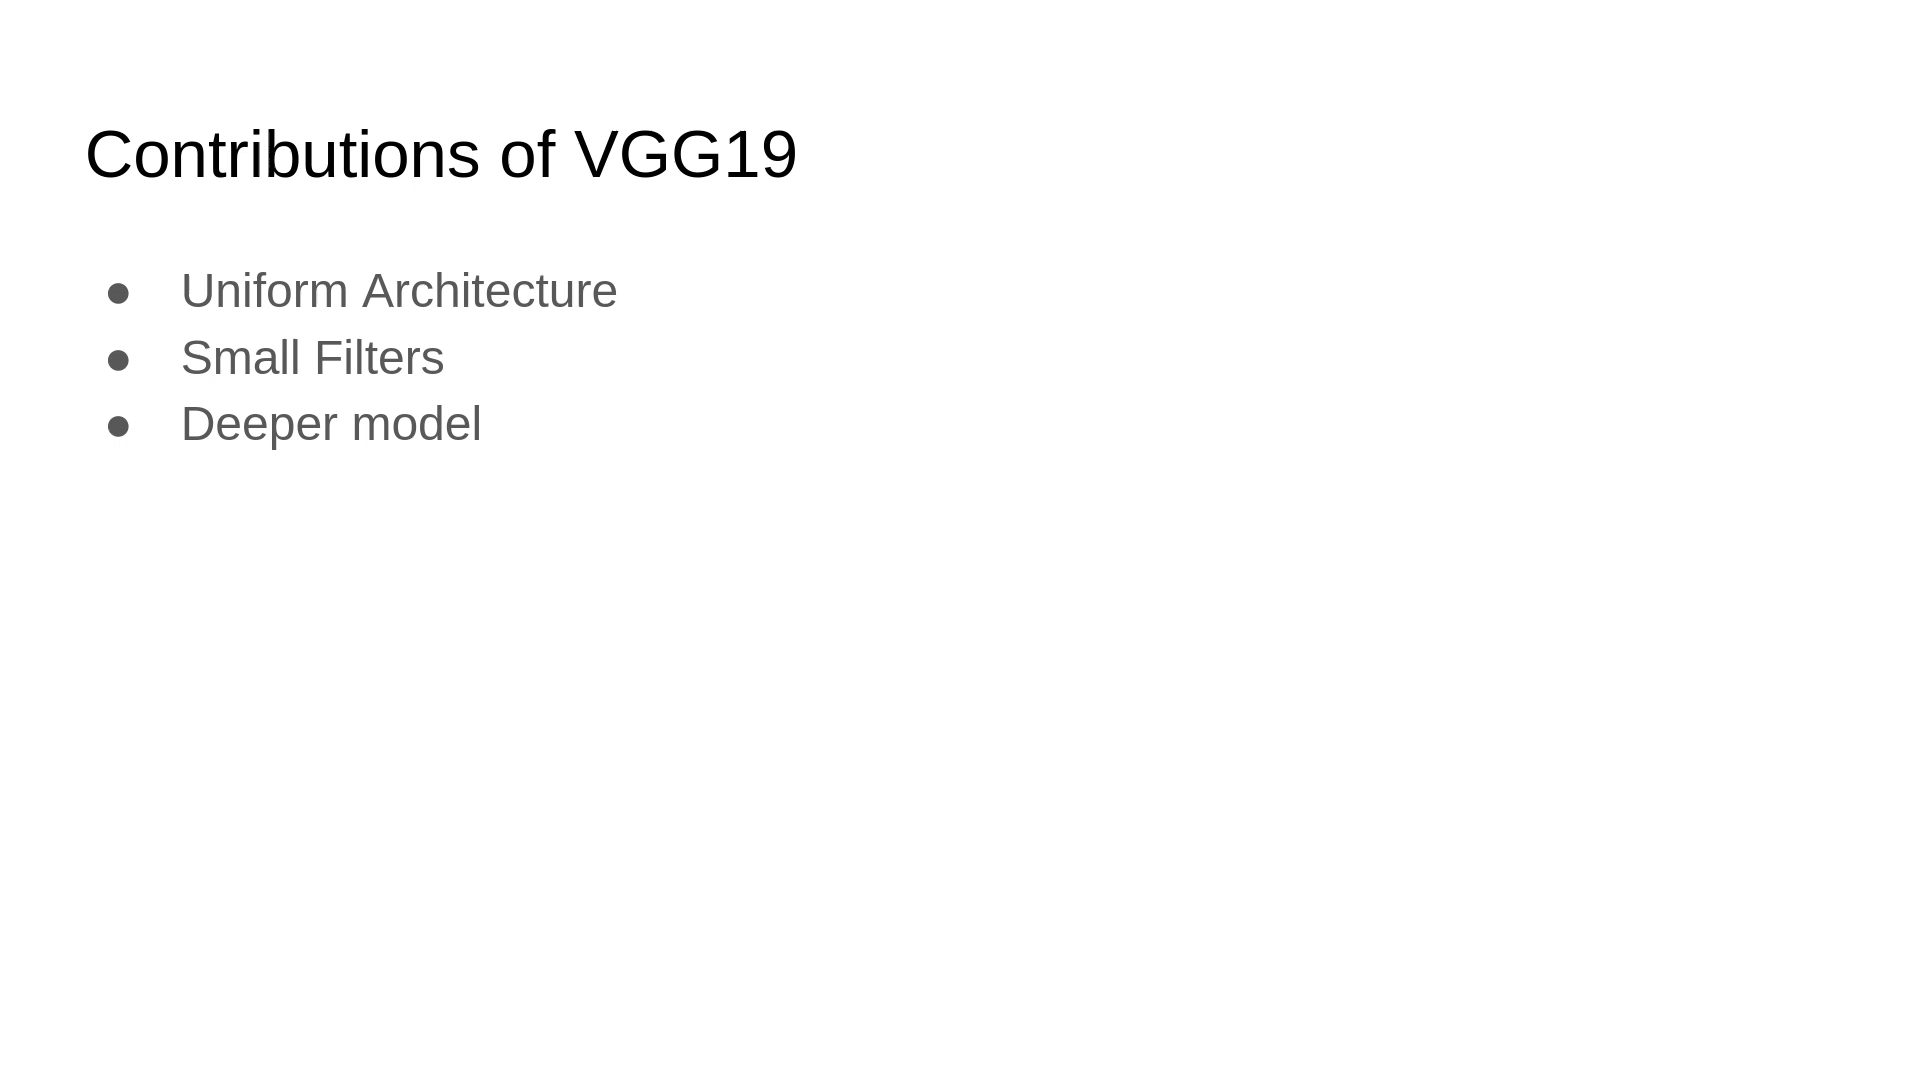 Contributions of VGG19
● Uniform Architecture
● Small Filters
● Deeper model